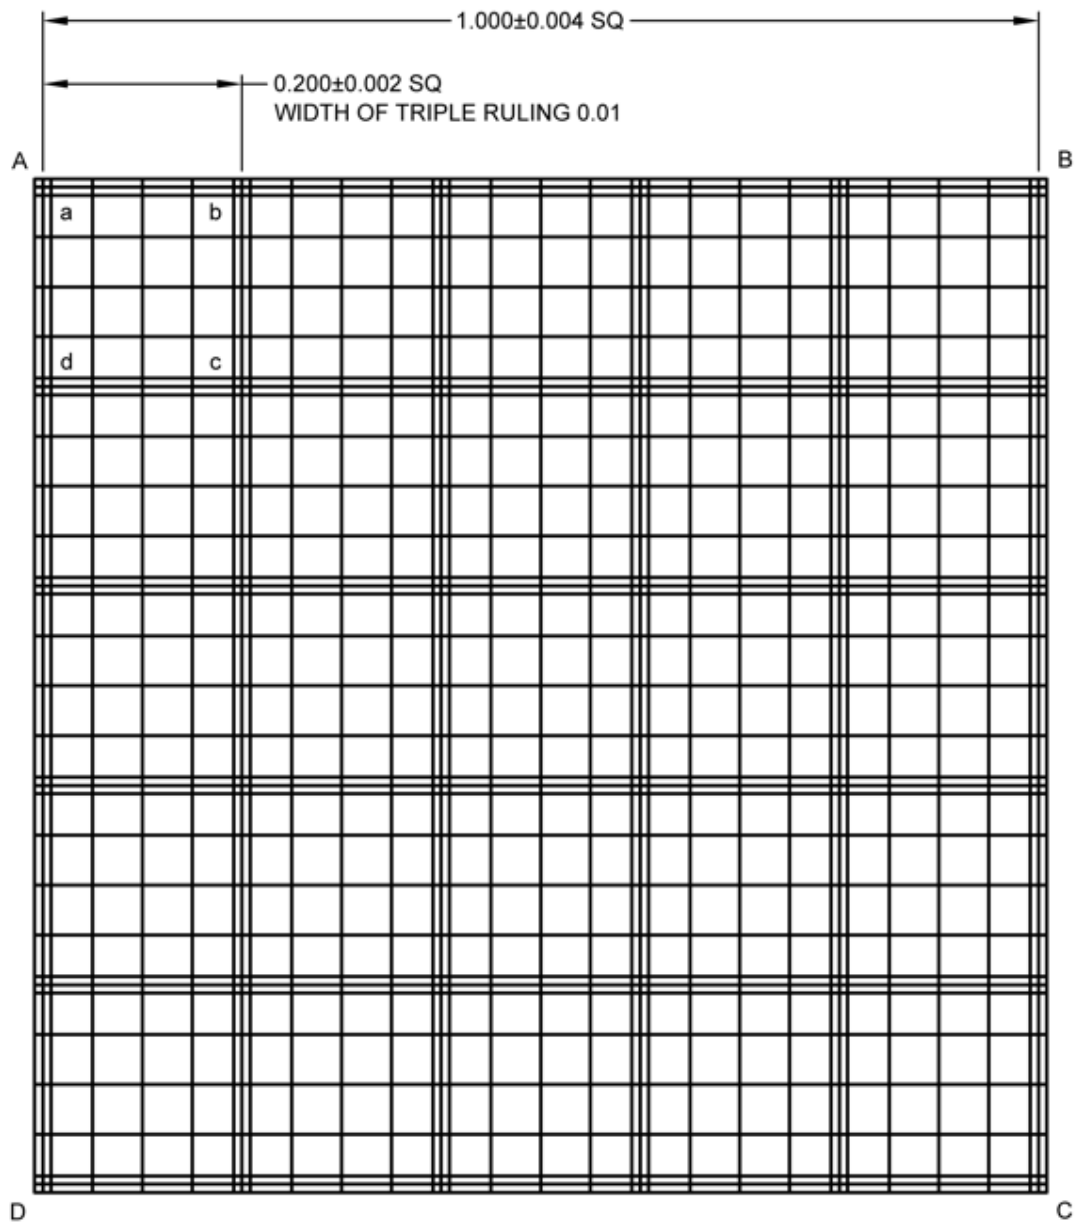 1.000±0.004 SQ
0.200±0.002 SQ
WIDTH OF TRIPLE RULING 0.01
A B
a b
d c
D C